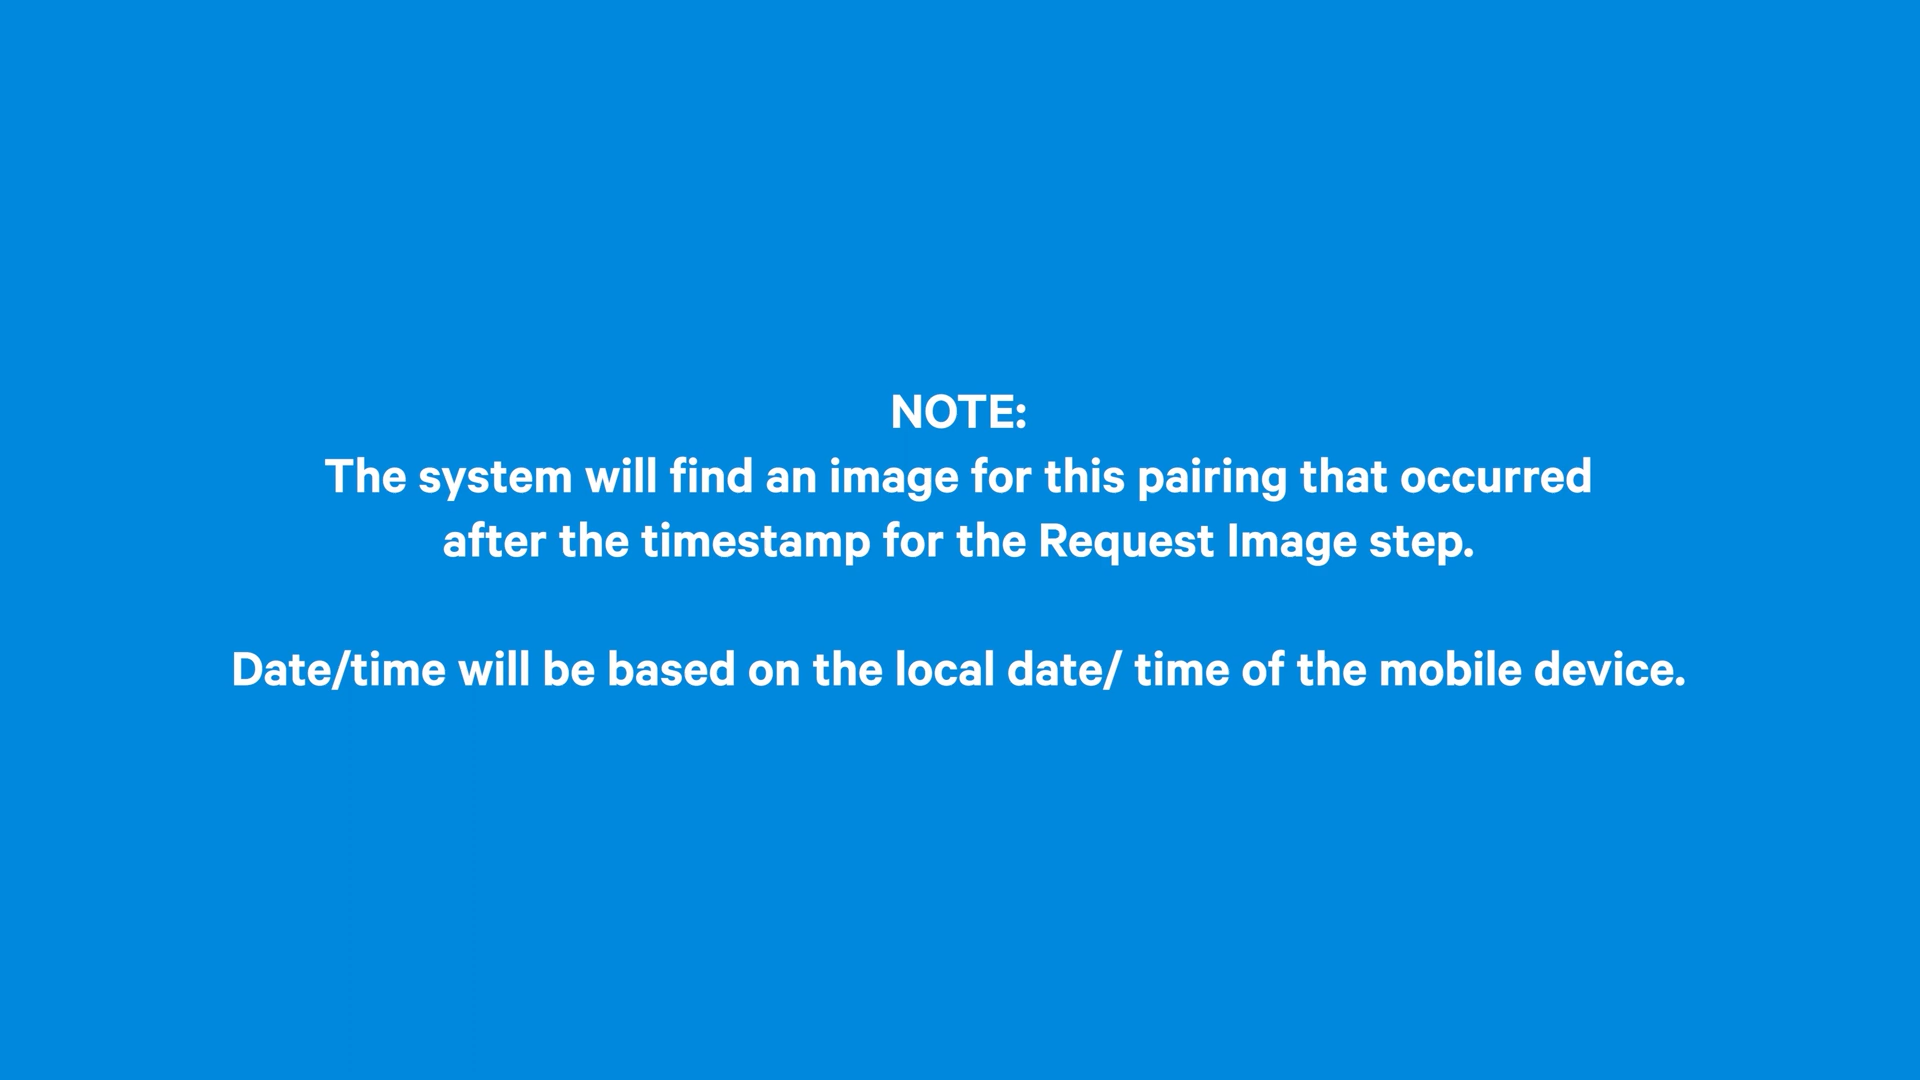 NOTE:
The system will find an image for this pairing that occurred
after the timestamp for the Request Image step.
Date/time will be based on the local date/ time of the mobile device.